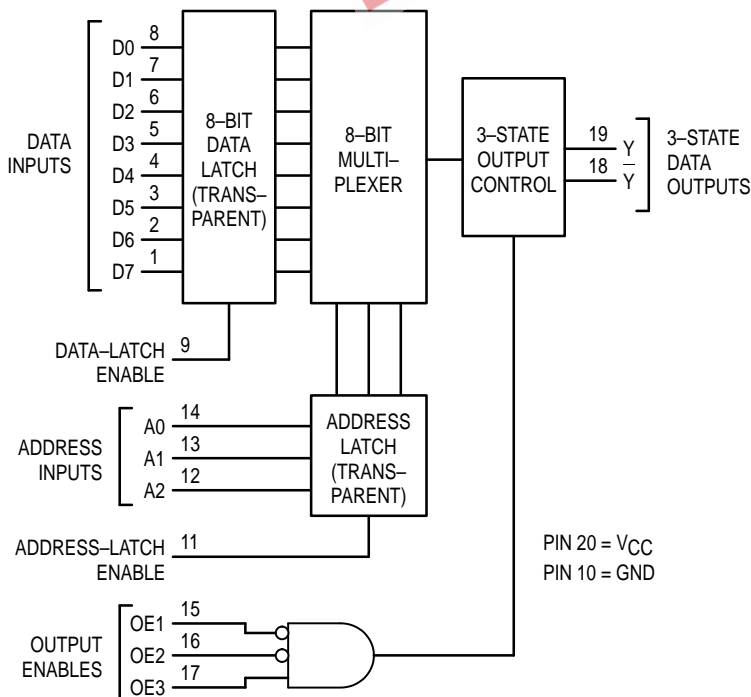 DATA
INPUTS
D0 8
D1 7
D2 6
D3 5
D4 4
D5 3
D6 2
D7 1
8–BIT
DATA
LATCH
(TRANS–
PARENT)
8–BIT
MULTI–
PLEXER
3–STATE
OUTPUT
CONTROL
19 Y
18 Y̅
3–STATE
DATA
OUTPUTS
DATA–LATCH
ENABLE
9
ADDRESS
INPUTS
A0 14
A1 13
A2 12
ADDRESS
LATCH
(TRANS–
PARENT)
ADDRESS–LATCH
ENABLE
11
PIN 20 = VCC
PIN 10 = GND
OUTPUT
ENABLES
OE1 15
OE2 16
OE3 17